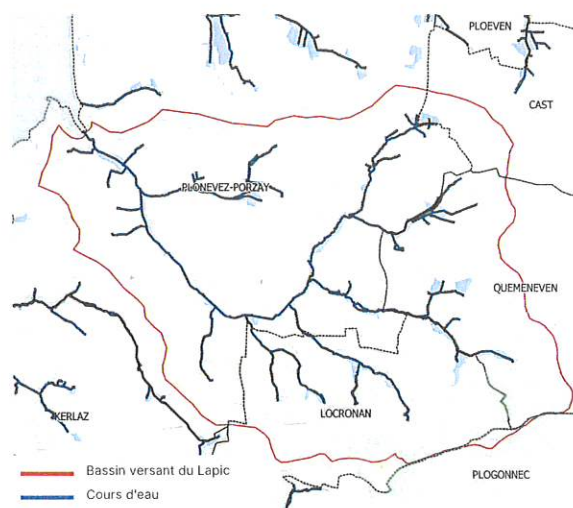 PLOEVEN
CAST
PLONEVEZ-PORZAY
QUEMENEVEN
KERLAZ
LOCRONAN
PLOGONNEC
Bassin versant du Lapic
Cours d'eau